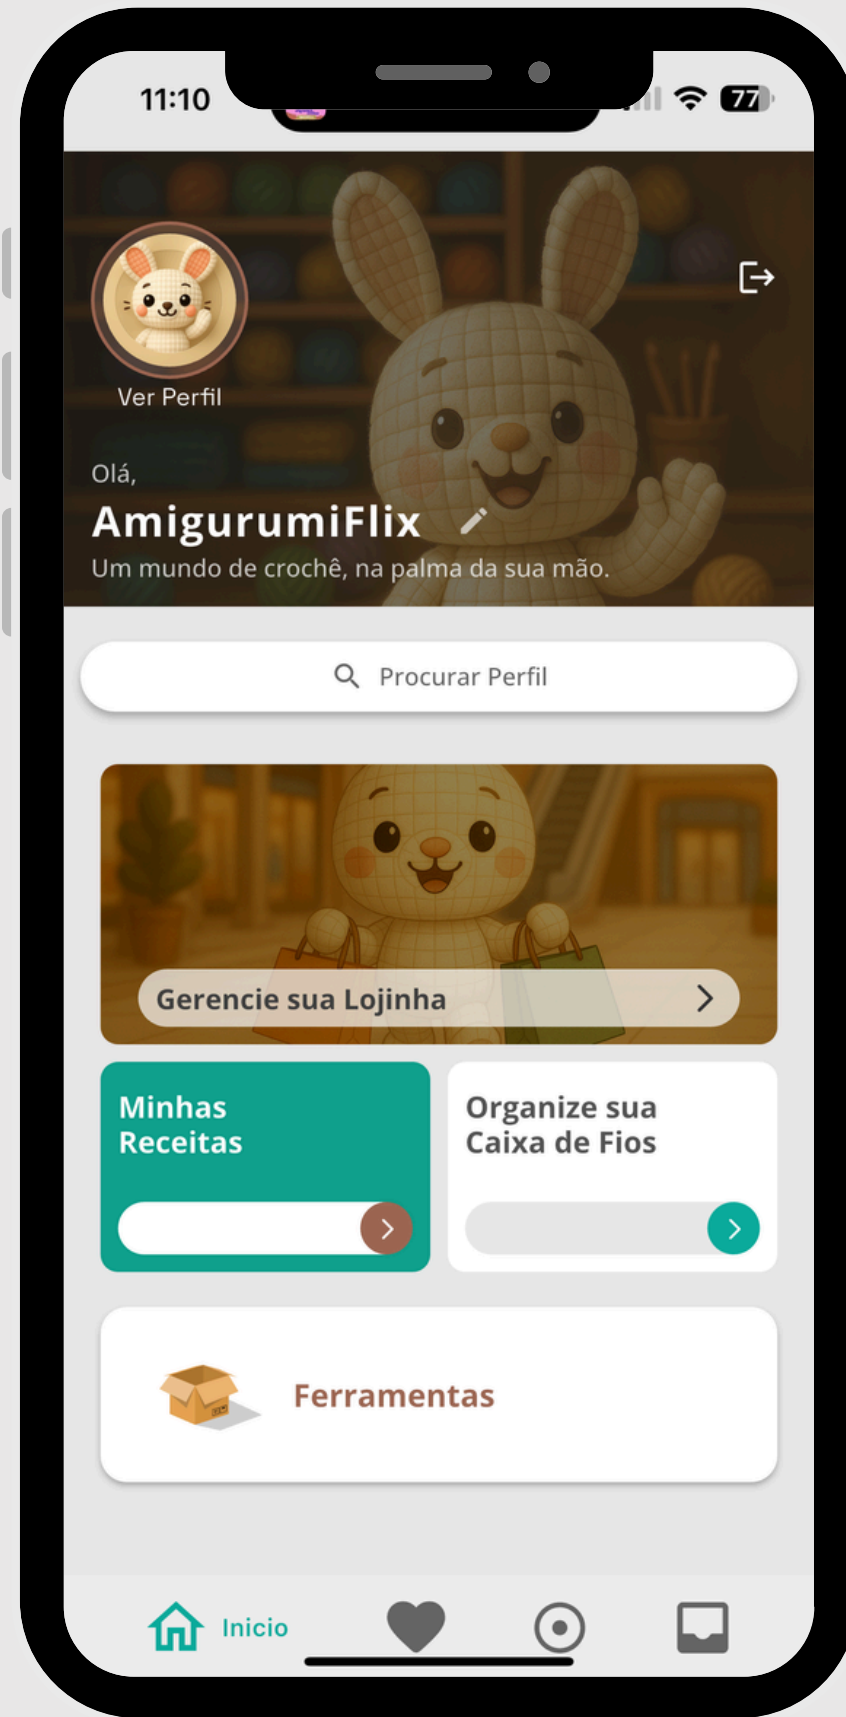 11:10
77
Ver Perfil
Olá,
AmigurumiFlix
Um mundo de crochê, na palma da sua mão.
Procurar Perfil
Gerencie sua Lojinha
Minhas
Receitas
Organize sua
Caixa de Fios
Ferramentas
Inicio